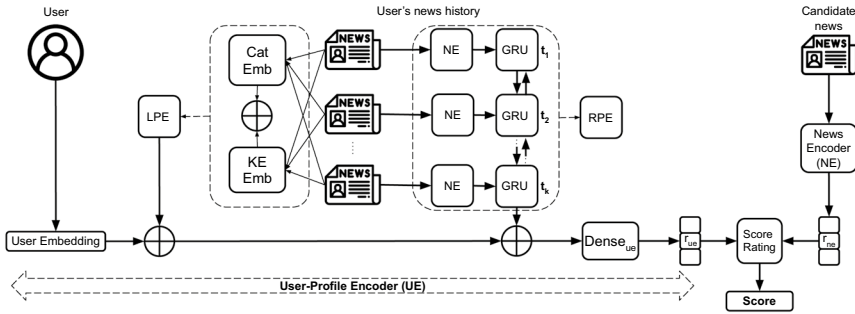 User
User's news history
Candidate
news
NEWS
Cat
Emb
NE
GRU
t1
NEWS
LPE
NEWS
NE
GRU
t2
RPE
KE
Emb
NEWS
NE
GRU
tk
News
Encoder
(NE)
User Embedding
Denseue
rue
Score
Rating
rne
User-Profile Encoder (UE)
Score